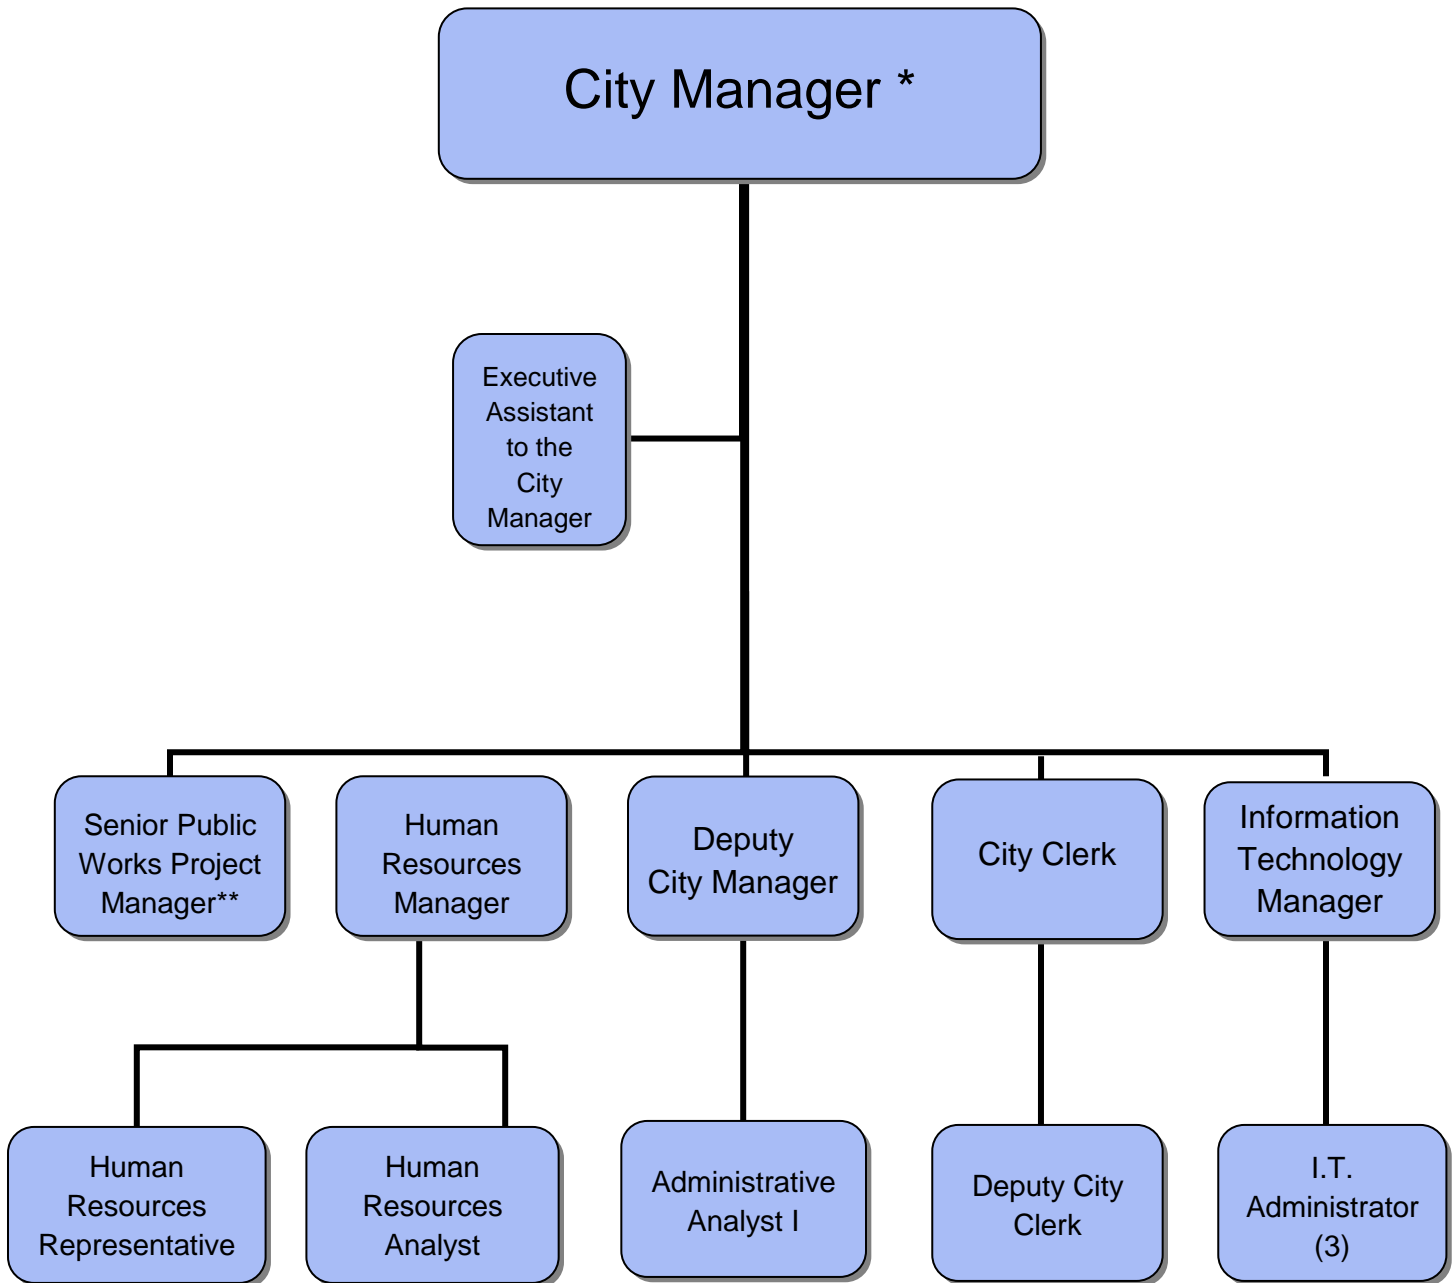 City Manager *
Executive
Assistant
to the
City
Manager
Senior Public
Works Project
Manager**
Human
Resources
Manager
Deputy
City Manager
City Clerk
Information
Technology
Manager
Human
Resources
Representative
Human
Resources
Analyst
Administrative
Analyst I
Deputy City
Clerk
I.T.
Administrator
(3)